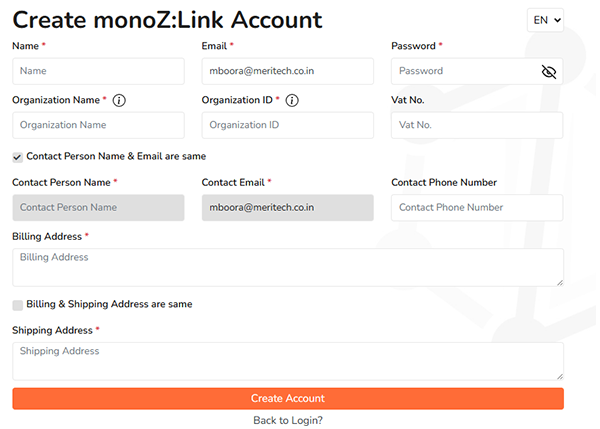 Create monoZ:Link Account
EN
Name * Email * Password *
Name mboora@meritech.co.in Password
Organization Name * i Organization ID * i Vat No.
Organization Name Organization ID Vat No.
Contact Person Name & Email are same
Contact Person Name * Contact Email * Contact Phone Number
Contact Person Name mboora@meritech.co.in Contact Phone Number
Billing Address *
Billing Address
Billing & Shipping Address are same
Shipping Address *
Shipping Address
Create Account
Back to Login?